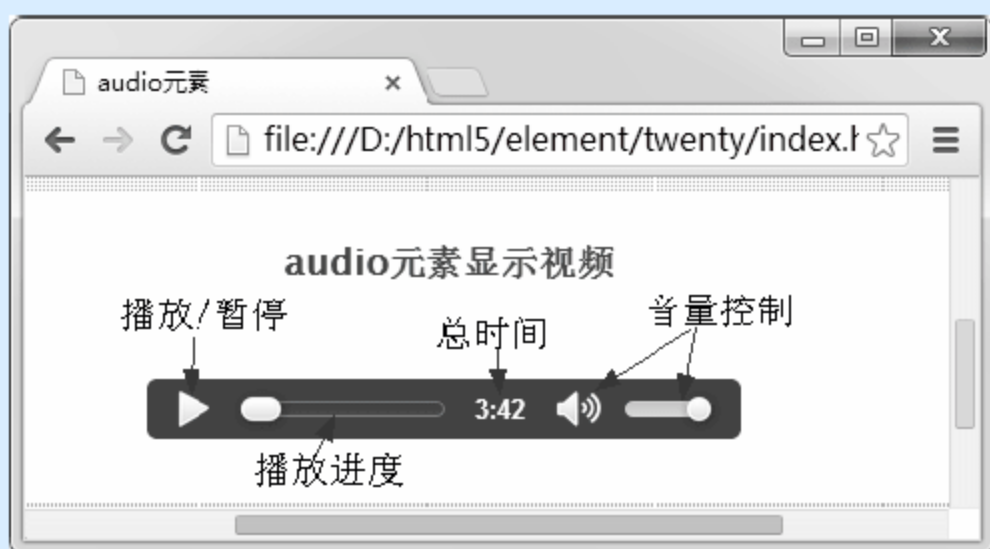 audio元素
file:///D:/html5/element/twenty/index.h
audio元素显示视频
播放/暂停
总时间
音量控制
3:42
播放进度